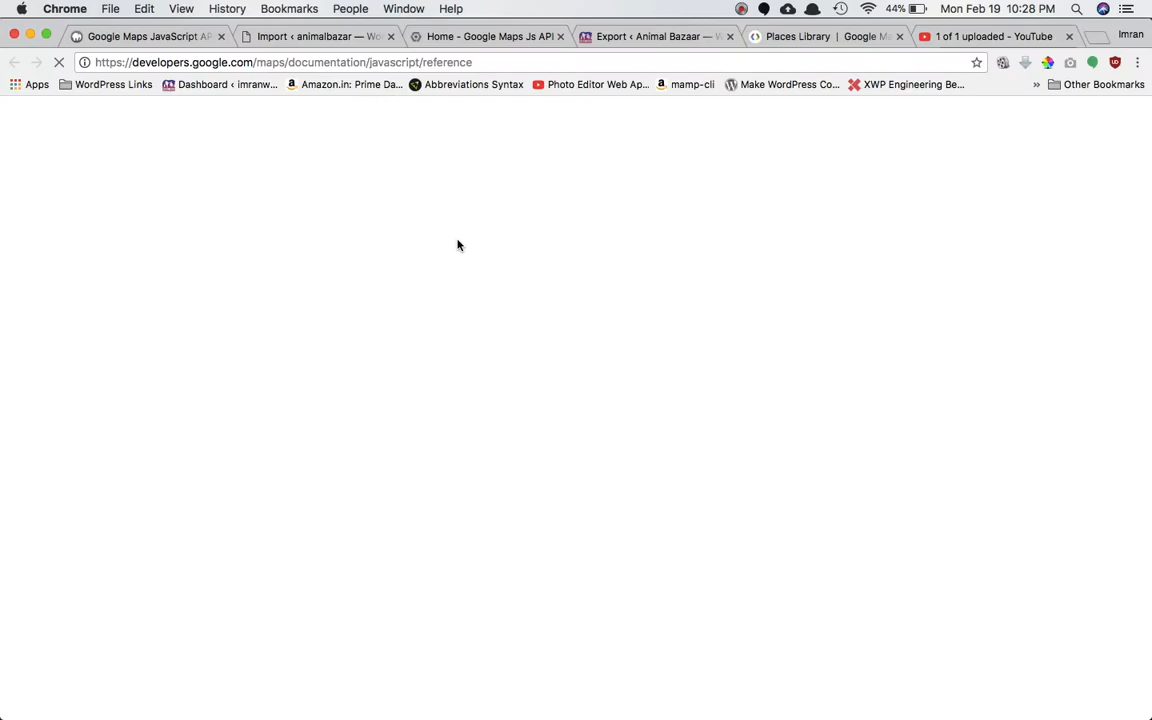 Chrome File Edit View History Bookmarks People Window Help 44% Mon Feb 19 10:28 PM
Google Maps JavaScript AP Import ‹ animalbazar — Wo Home - Google Maps Js API Export ‹ Animal Bazaar — W Places Library | Google Ma 1 of 1 uploaded - YouTube Imran
https://developers.google.com/maps/documentation/javascript/reference
Apps WordPress Links Dashboard ‹ imranw... Amazon.in: Prime Da... Abbreviations Syntax Photo Editor Web Ap... mamp-cli Make WordPress Co... XWP Engineering Be... » Other Bookmarks